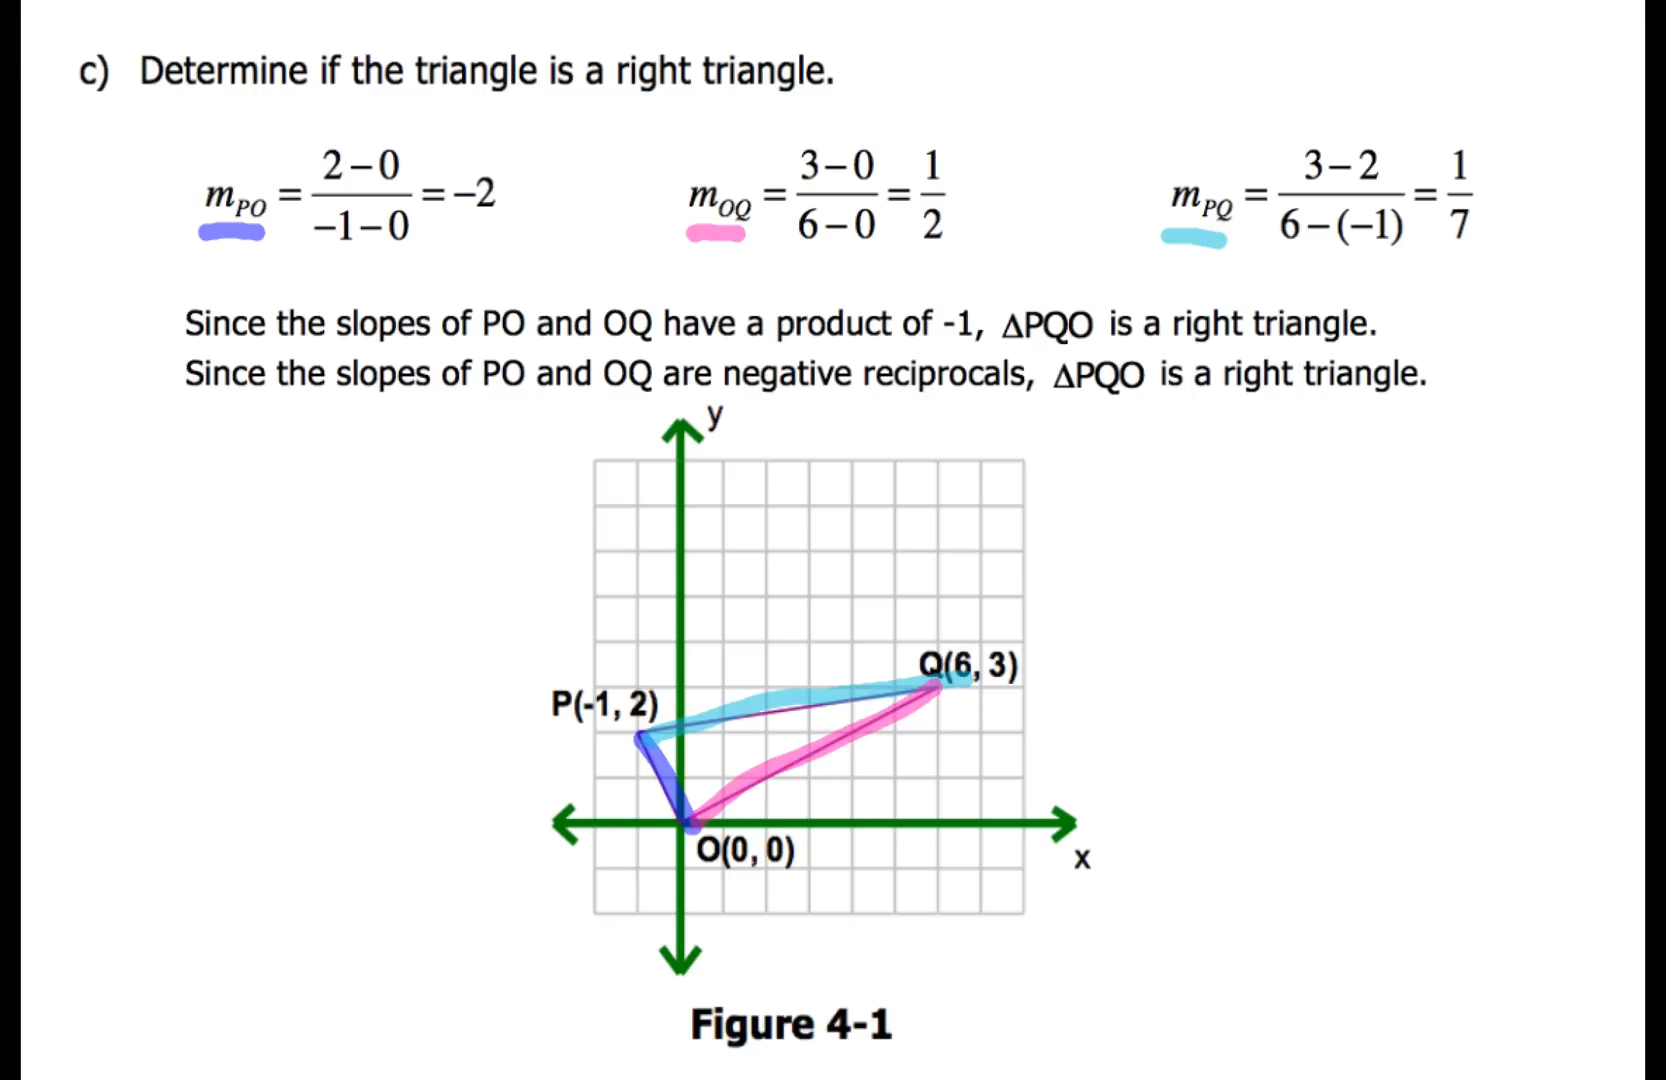 c) Determine if the triangle is a right triangle.
m_PO = (2 – 0)/(–1 – 0) = –2   m_OQ = (3 – 0)/(6 – 0) = 1/2   m_PQ = (3 – 2)/(6 – (–1)) = 1/7
Since the slopes of PO and OQ have a product of -1, ΔPQO is a right triangle.
Since the slopes of PO and OQ are negative reciprocals, ΔPQO is a right triangle.
y
Q(6, 3)
P(-1, 2)
O(0, 0)
x
Figure 4-1